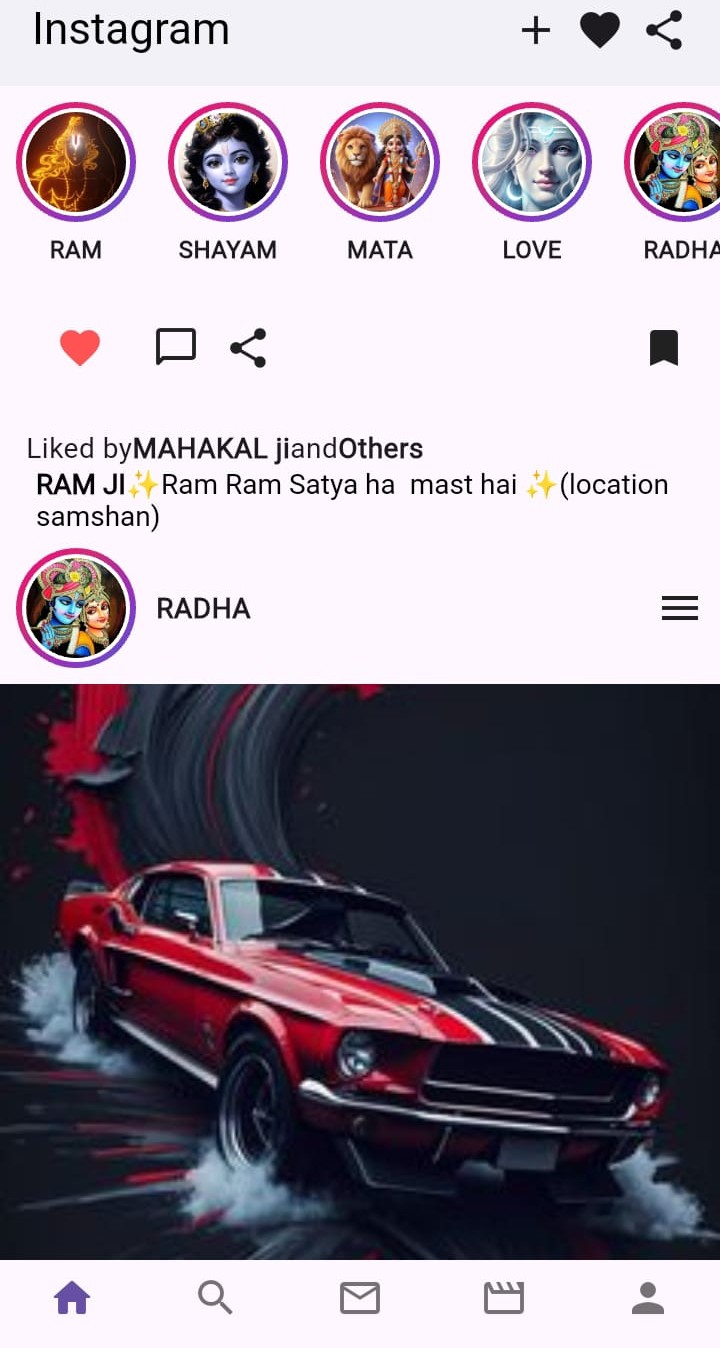 Instagram
RAM
SHAYAM
MATA
LOVE
RADHA
Liked byMAHAKAL jiandOthers
RAM JI✨Ram Ram Satya ha  mast hai ✨(location
samshan)
RADHA